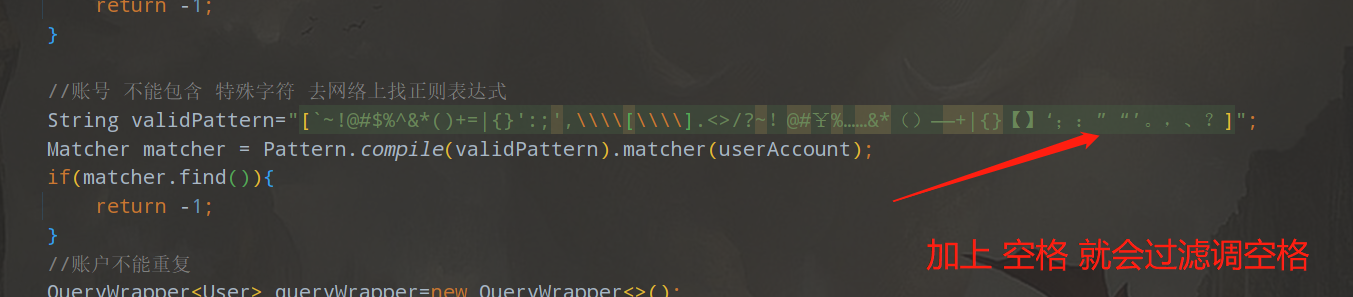 return -1;
}
//账号 不能包含 特殊字符 去网络上找正则表达式
String validPattern="[`~!@#$%^&*()+=|{}':;',\\\\[\\\\].<>/?~！@#￥%……&*（）——+|{}【】‘；：”“’。，、？]";
Matcher matcher = Pattern.compile(validPattern).matcher(userAccount);
if(matcher.find()){
return -1;
}
//账户不能重复
QueryWrapper<User> queryWrapper=new QueryWrapper<>();
加上 空格 就会过滤调空格